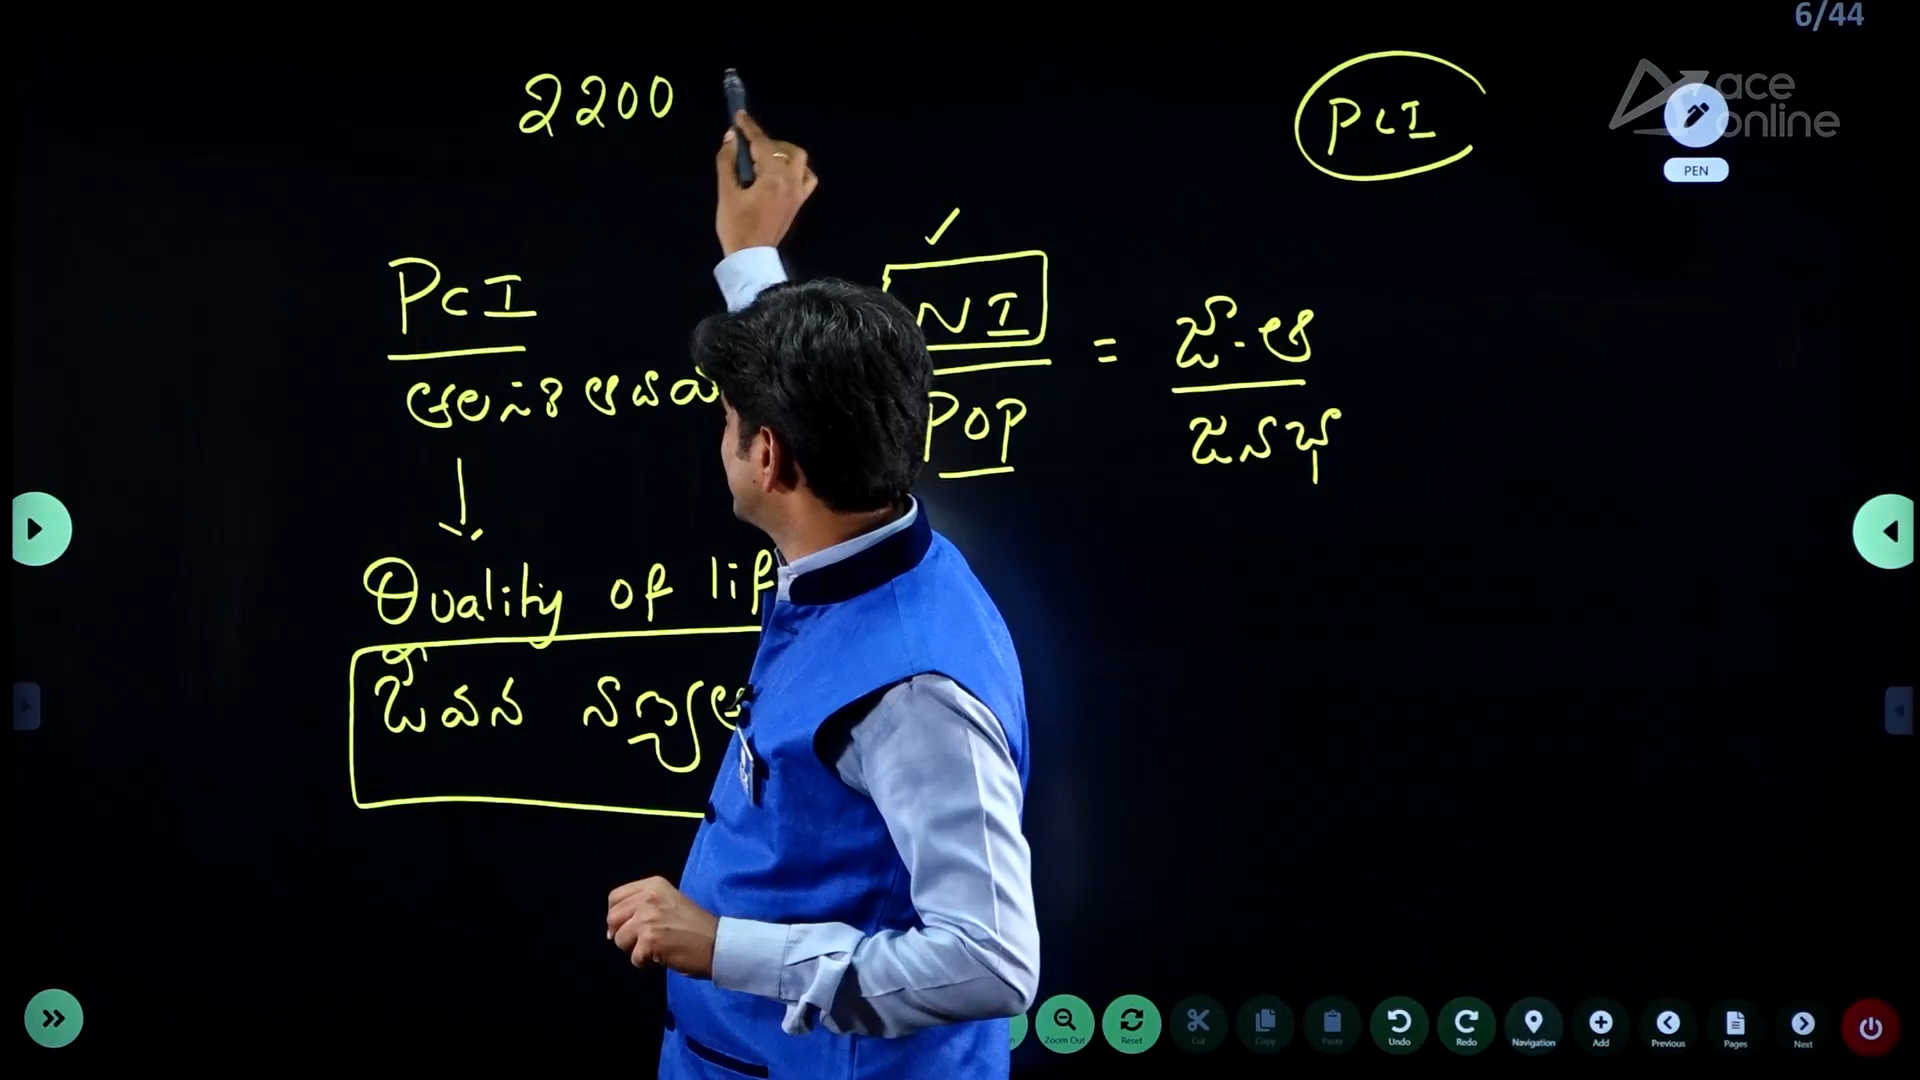 6/44
2200
PCI
ace
online
PEN
PCI
NI
POP
= జా.ఆ
జనాభా
తలసరి ఆదాయ
Quality of lif
జీవన
Zoom Out
Reset
Cut
Copy
Paste
Undo
Redo
Navigation
Add
Previous
Pages
Next